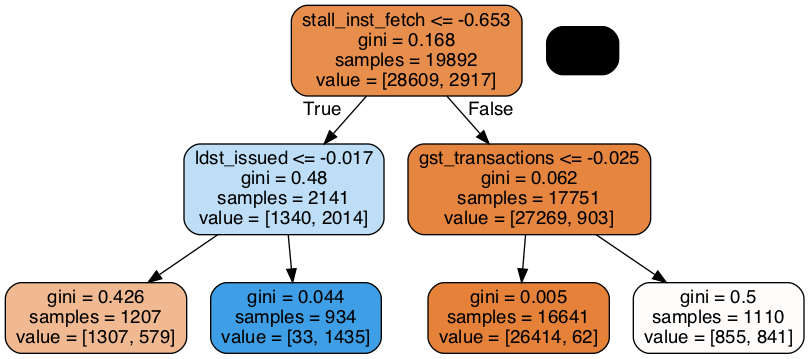 stall_inst_fetch <= -0.653
gini = 0.168
samples = 19892
value = [28609, 2917]
True
False
ldst_issued <= -0.017
gini = 0.48
samples = 2141
value = [1340, 2014]
gst_transactions <= -0.025
gini = 0.062
samples = 17751
value = [27269, 903]
gini = 0.426
samples = 1207
value = [1307, 579]
gini = 0.044
samples = 934
value = [33, 1435]
gini = 0.005
samples = 16641
value = [26414, 62]
gini = 0.5
samples = 1110
value = [855, 841]